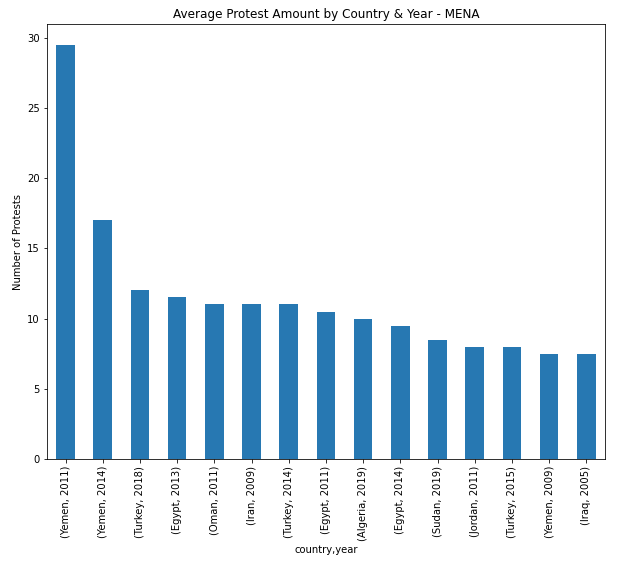 Average Protest Amount by Country & Year - MENA
Number of Protests
30
25
20
15
10
5
0
(Yemen, 2011)
(Yemen, 2014)
(Turkey, 2018)
(Egypt, 2013)
(Oman, 2011)
(Iran, 2009)
(Turkey, 2014)
(Egypt, 2011)
(Algeria, 2019)
(Egypt, 2014)
(Sudan, 2019)
(Jordan, 2011)
(Turkey, 2015)
(Yemen, 2009)
(Iraq, 2005)
country,year